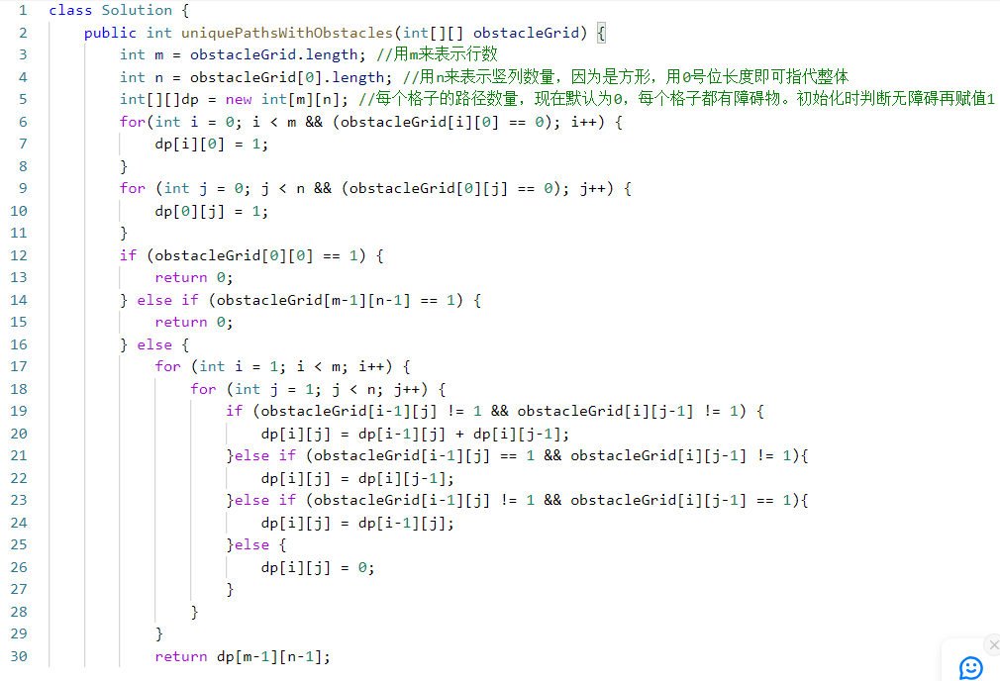 1 class Solution {
2 public int uniquePathsWithObstacles(int[][] obstacleGrid) {
3 int m = obstacleGrid.length; //用m来表示行数
4 int n = obstacleGrid[0].length; //用n来表示竖列数量，因为是方形，用0号位长度即可指代整体
5 int[][]dp = new int[m][n]; //每个格子的路径数量，现在默认为0，每个格子都有障碍物。初始化时判断无障碍再赋值1
6 for(int i = 0; i < m && (obstacleGrid[i][0] == 0); i++) {
7 dp[i][0] = 1;
8 }
9 for (int j = 0; j < n && (obstacleGrid[0][j] == 0); j++) {
10 dp[0][j] = 1;
11 }
12 if (obstacleGrid[0][0] == 1) {
13 return 0;
14 } else if (obstacleGrid[m-1][n-1] == 1) {
15 return 0;
16 } else {
17 for (int i = 1; i < m; i++) {
18 for (int j = 1; j < n; j++) {
19 if (obstacleGrid[i-1][j] != 1 && obstacleGrid[i][j-1] != 1) {
20 dp[i][j] = dp[i-1][j] + dp[i][j-1];
21 }else if (obstacleGrid[i-1][j] == 1 && obstacleGrid[i][j-1] != 1){
22 dp[i][j] = dp[i][j-1];
23 }else if (obstacleGrid[i-1][j] != 1 && obstacleGrid[i][j-1] == 1){
24 dp[i][j] = dp[i-1][j];
25 }else {
26 dp[i][j] = 0;
27 }
28 }
29 }
30 return dp[m-1][n-1];